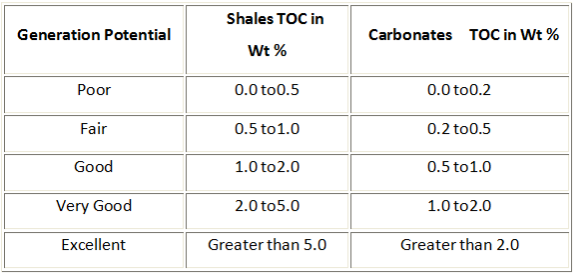 Generation Potential Shales TOC in Carbonates TOC in Wt %
Wt %
Poor 0.0 to0.5 0.0 to0.2
Fair 0.5 to1.0 0.2 to0.5
Good 1.0 to2.0 0.5 to1.0
Very Good 2.0 to5.0 1.0 to2.0
Excellent Greater than 5.0 Greater than 2.0